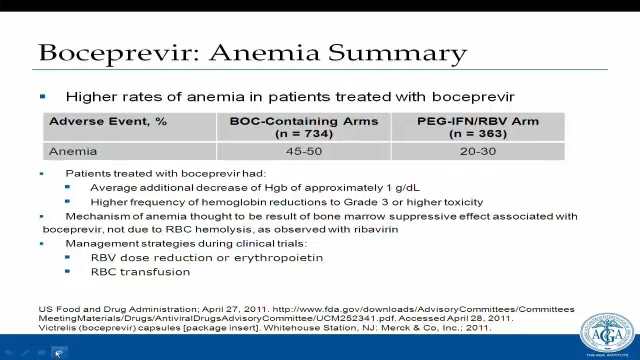 Boceprevir: Anemia Summary
Higher rates of anemia in patients treated with boceprevir
Adverse Event, % BOC-Containing Arms (n = 734) PEG-IFN/RBV Arm (n = 363)
Anemia 45-50 20-30
Patients treated with boceprevir had:
Average additional decrease of Hgb of approximately 1 g/dL
Higher frequency of hemoglobin reductions to Grade 3 or higher toxicity
Mechanism of anemia thought to be result of bone marrow suppressive effect associated with
boceprevir, not due to RBC hemolysis, as observed with ribavirin
Management strategies during clinical trials:
RBV dose reduction or erythropoietin
RBC transfusion
US Food and Drug Administration; April 27, 2011. http://www.fda.gov/downloads/AdvisoryCommittees/Committees
MeetingMaterials/Drugs/AntiviralDrugsAdvisoryCommittee/UCM252341.pdf. Accessed April 28, 2011.
Victrelis (boceprevir) capsules [package insert]. Whitehouse Station, NJ: Merck & Co, Inc.; 2011.
AGA
THE AGA INSTITUTE